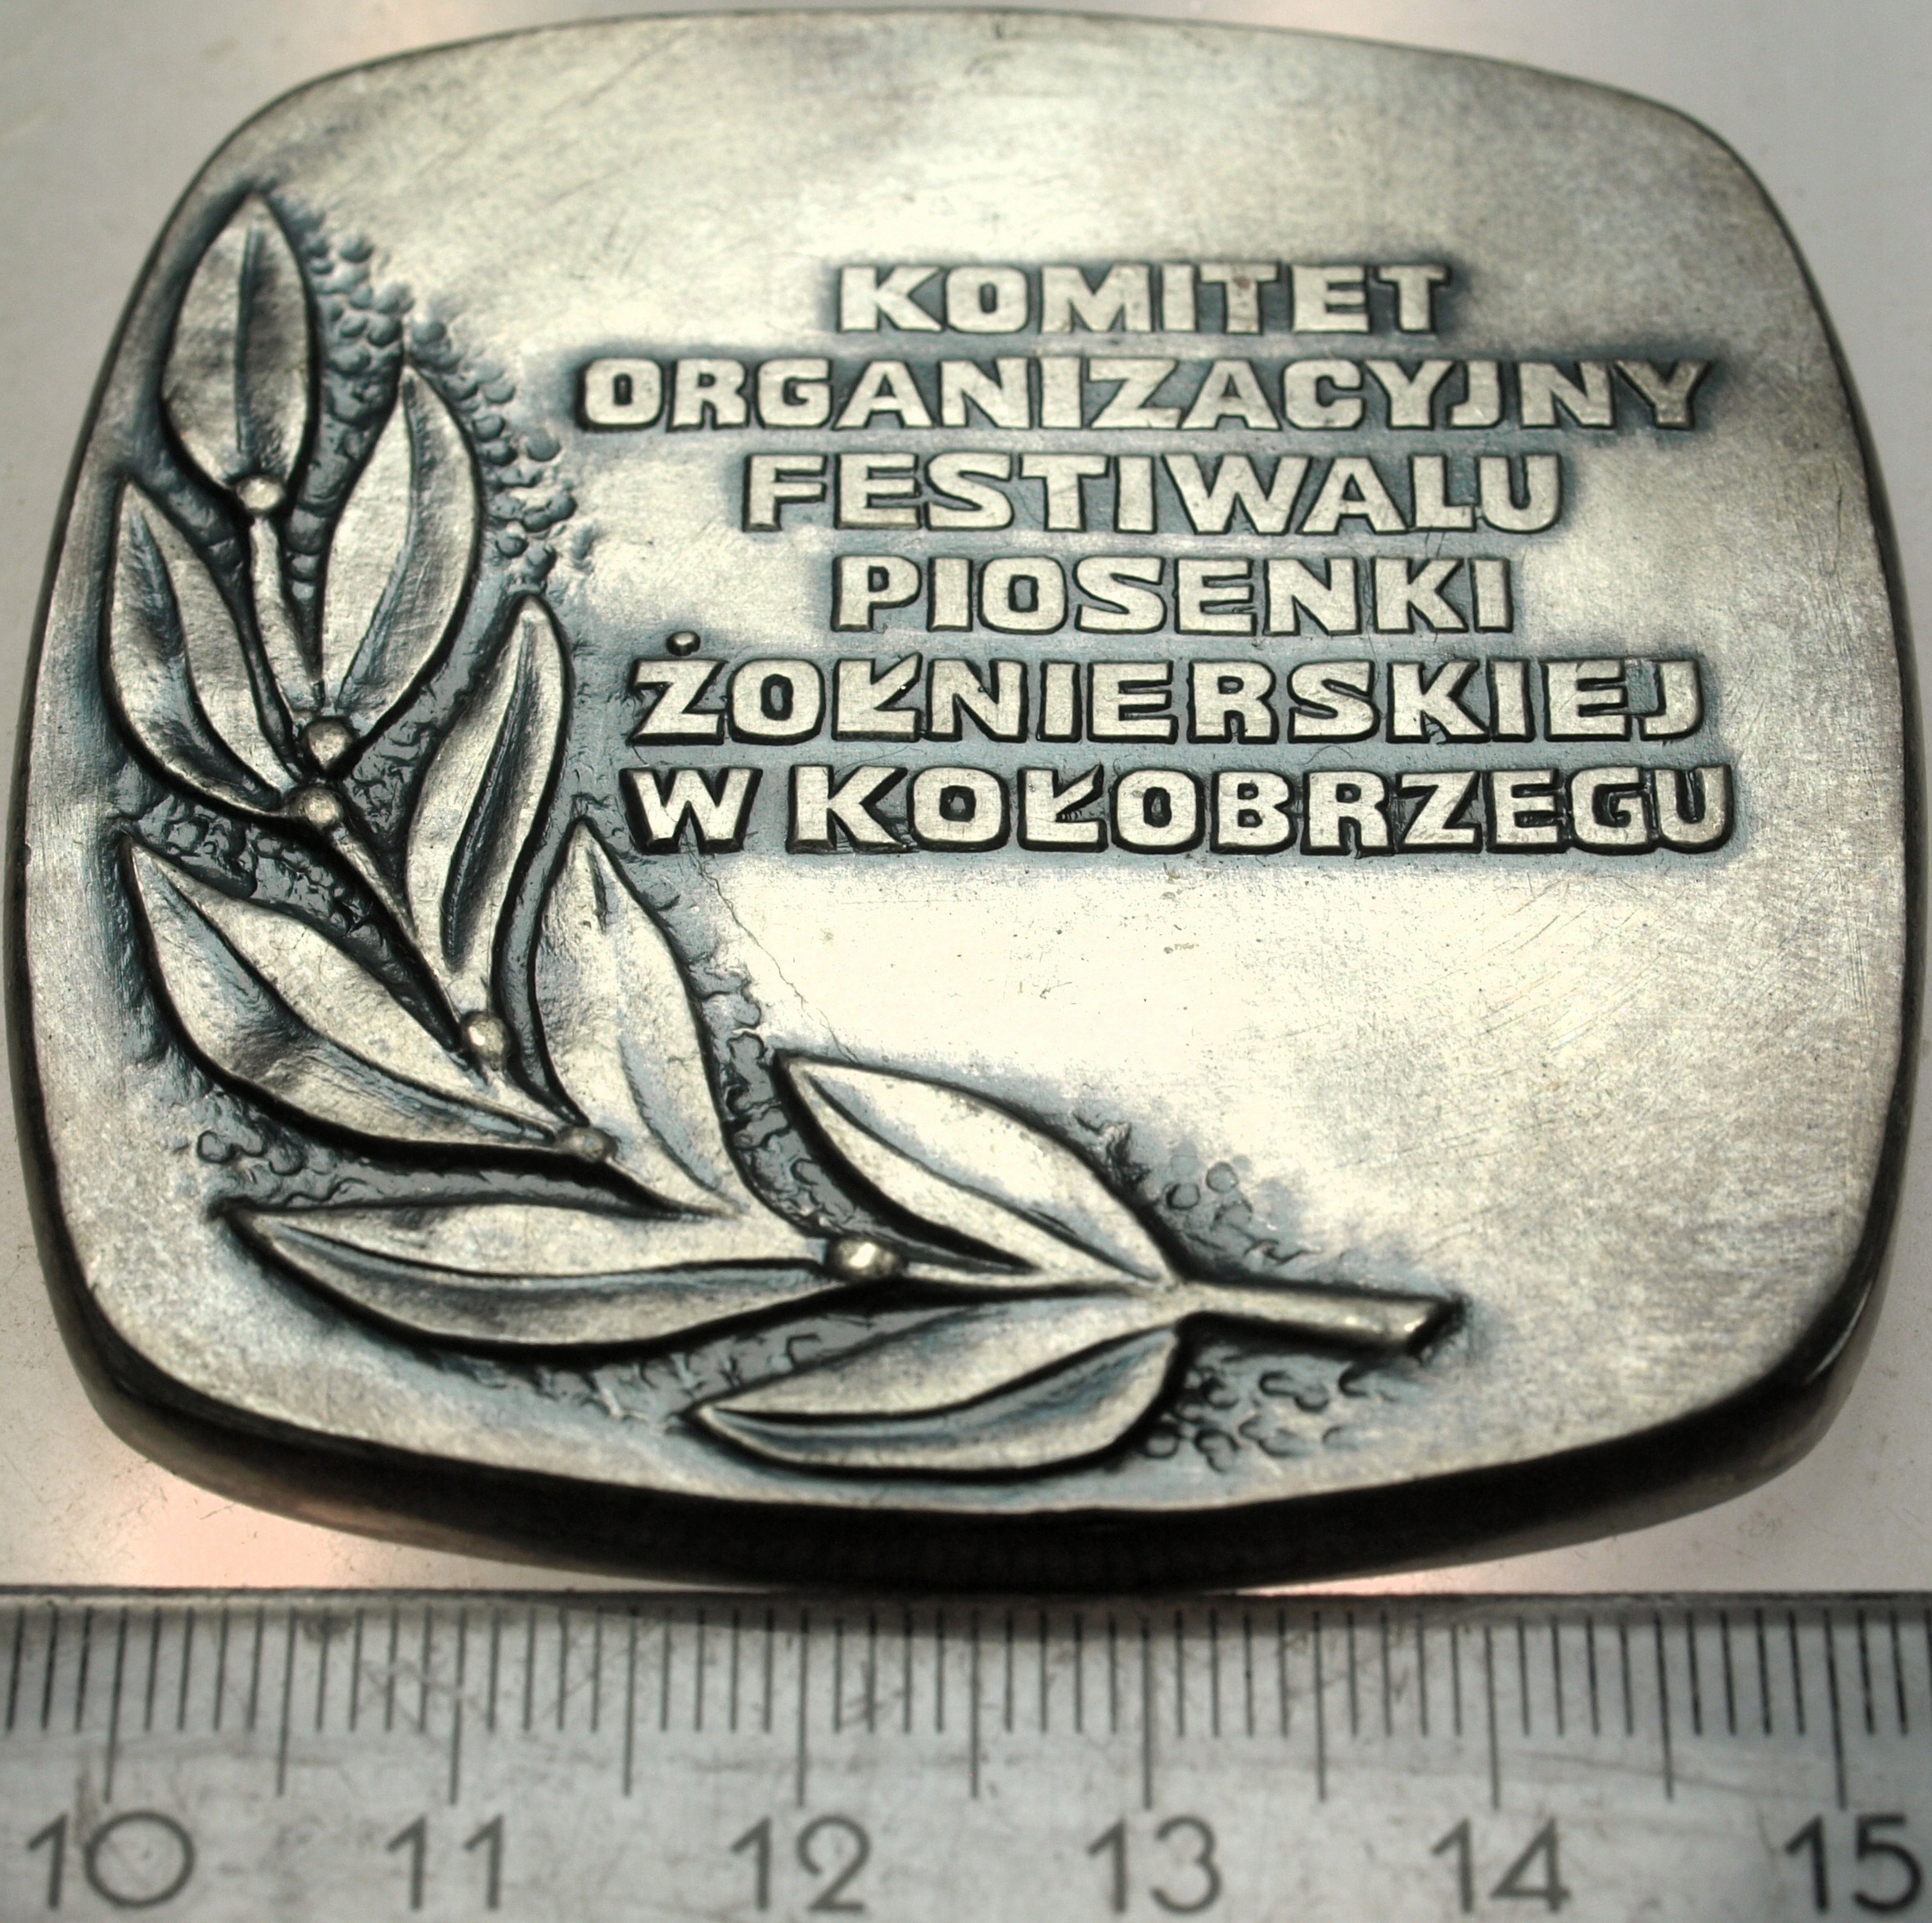 KOMITET
ORGANIZACYJNY
FESTIWALU
PIOSENKI
ŻOŁNIERSKIEJ
W KOŁOBRZEGU
10 11 12 13 14 15